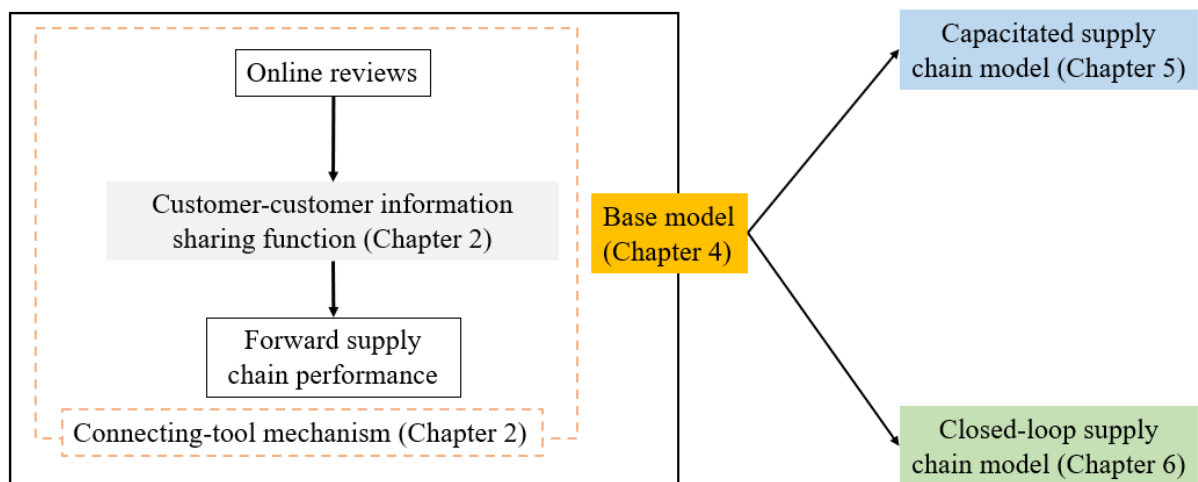 Online reviews
Customer-customer information
sharing function (Chapter 2)
Forward supply
chain performance
Connecting-tool mechanism (Chapter 2)
Base model
(Chapter 4)
Capacitated supply
chain model (Chapter 5)
Closed-loop supply
chain model (Chapter 6)